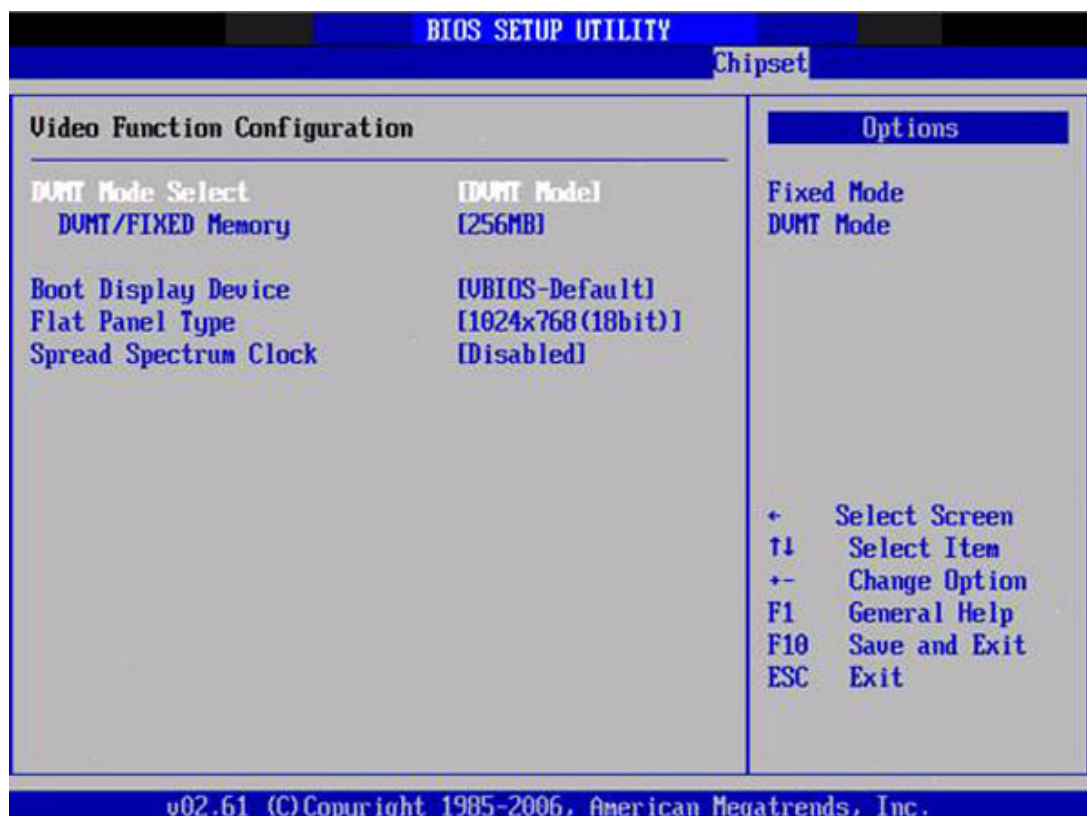 BIOS SETUP UTILITY
Chipset
Video Function Configuration
DVMT Mode Select [DVMT Mode]
DVMT/FIXED Memory [256MB]
Boot Display Device [VBIOS-Default]
Flat Panel Type [1024x768(18bit)]
Spread Spectrum Clock [Disabled]
Options
Fixed Mode
DVMT Mode
← Select Screen
↑↓ Select Item
+- Change Option
F1 General Help
F10 Save and Exit
ESC Exit
v02.61 (C)Copyright 1985-2006, American Megatrends, Inc.